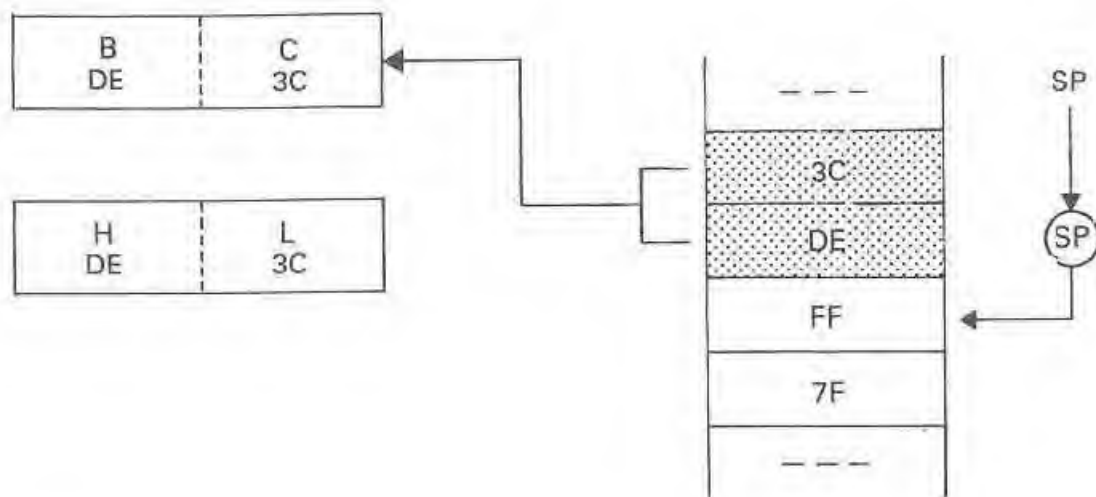 B C
DE 3C
H L
DE 3C
– – –
3C
DE
FF
7F
– – –
SP
SP